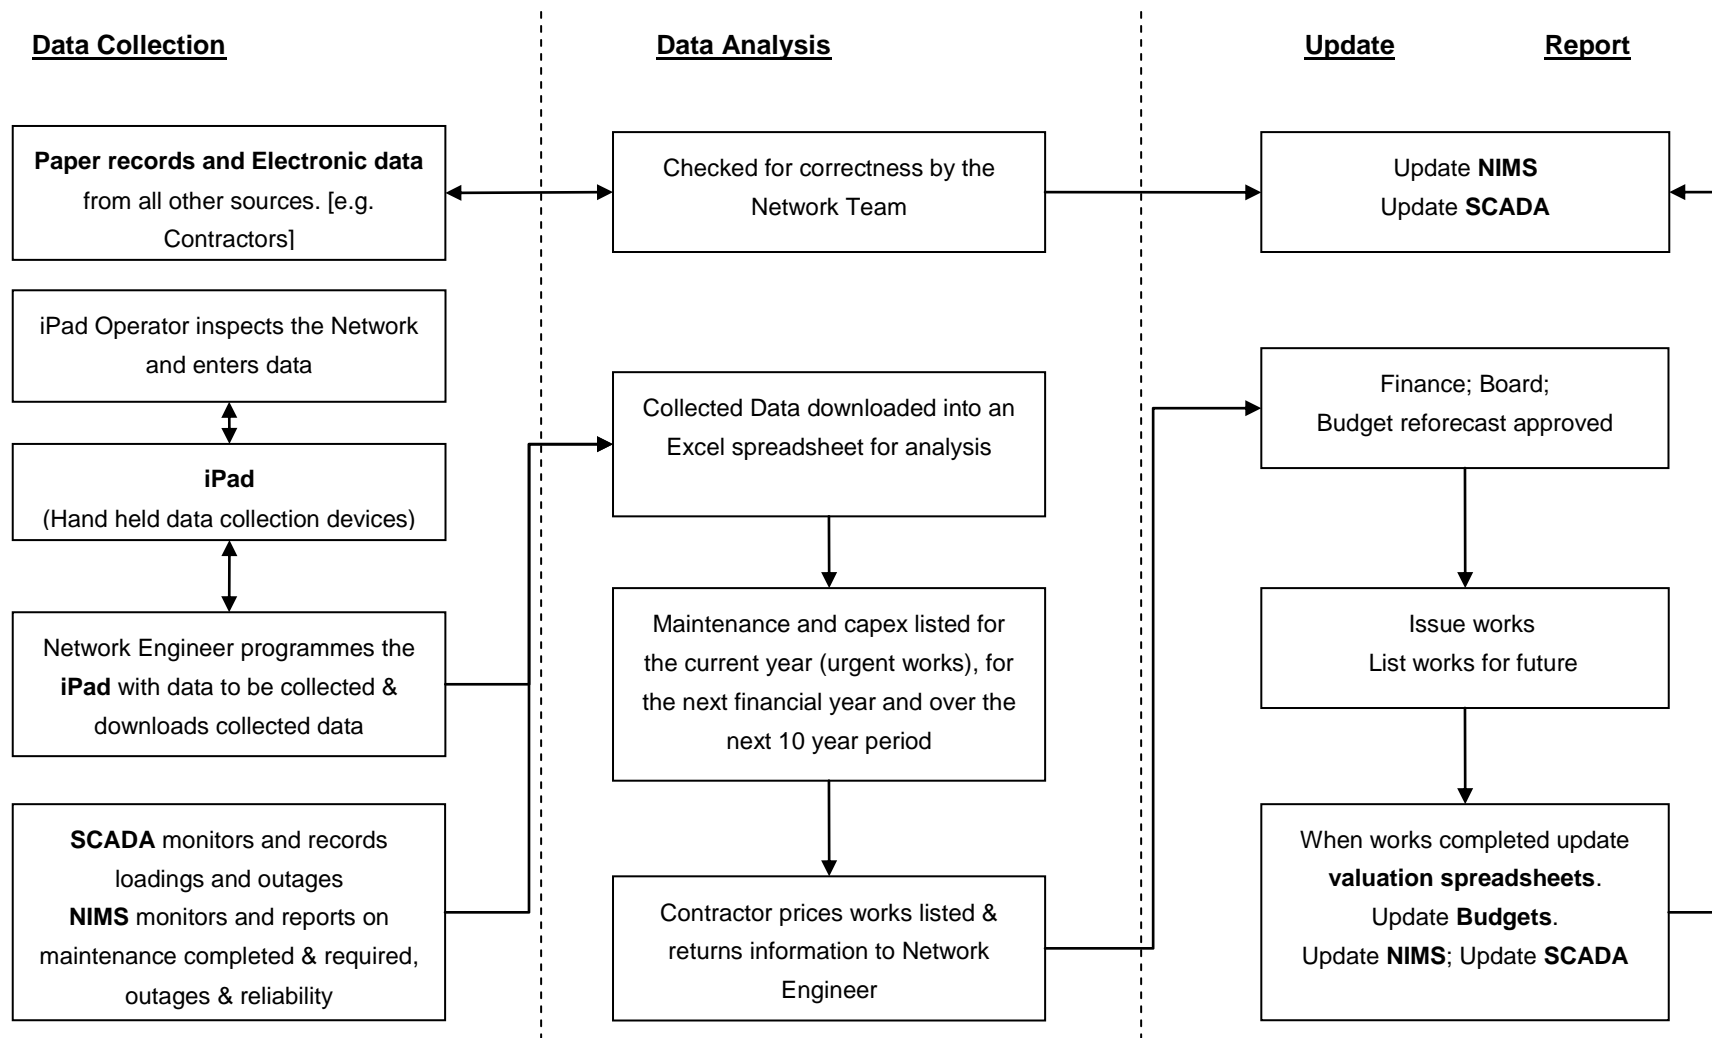 Data Collection
Data Analysis
Update
Report
Paper records and Electronic data
from all other sources. [e.g.
Contractors]
Checked for correctness by the
Network Team
Update NIMS
Update SCADA
iPad Operator inspects the Network
and enters data
iPad
(Hand held data collection devices)
Network Engineer programmes the
iPad with data to be collected &
downloads collected data
SCADA monitors and records
loadings and outages
NIMS monitors and reports on
maintenance completed & required,
outages & reliability
Collected Data downloaded into an
Excel spreadsheet for analysis
Maintenance and capex listed for
the current year (urgent works), for
the next financial year and over the
next 10 year period
Contractor prices works listed &
returns information to Network
Engineer
Finance; Board;
Budget reforecast approved
Issue works
List works for future
When works completed update
valuation spreadsheets.
Update Budgets.
Update NIMS; Update SCADA